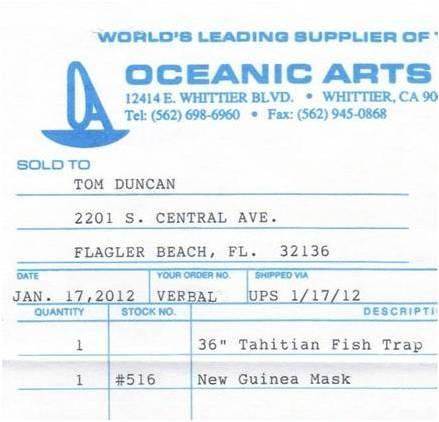 WORLD'S LEADING SUPPLIER OF
OCEANIC ARTS
12414 E. WHITTIER BLVD. • WHITTIER, CA 90
Tel: (562) 698-6960 • Fax: (562) 945-0868
OA
SOLD TO
TOM DUNCAN
2201 S. CENTRAL AVE.
FLAGLER BEACH, FL. 32136
DATE YOUR ORDER NO. SHIPPED VIA
JAN. 17,2012 VERBAL UPS 1/17/12
QUANTITY STOCK NO. DESCRIPTI
1 36" Tahitian Fish Trap
1 #516 New Guinea Mask